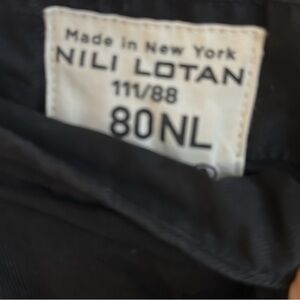 Made in New York
NILI LOTAN
111/88
80NL